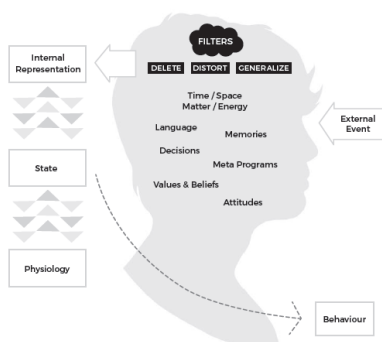 FILTERS
DELETE DISTORT GENERALIZE
Internal
Representation
Time / Space
Matter / Energy
Language
Memories
External
Event
Decisions
Meta Programs
State
Values & Beliefs
Attitudes
Physiology
Behaviour